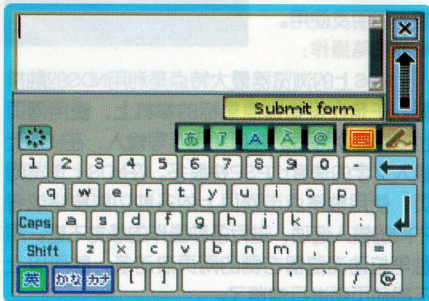 Submit form
あ ア A À @
1 2 3 4 5 6 7 8 9 0 -
q w e r t y u i o p
Caps a s d f g h j k l ;
Shift z x c v b n m , . =
英 かな カナ [ ] ' ` / @